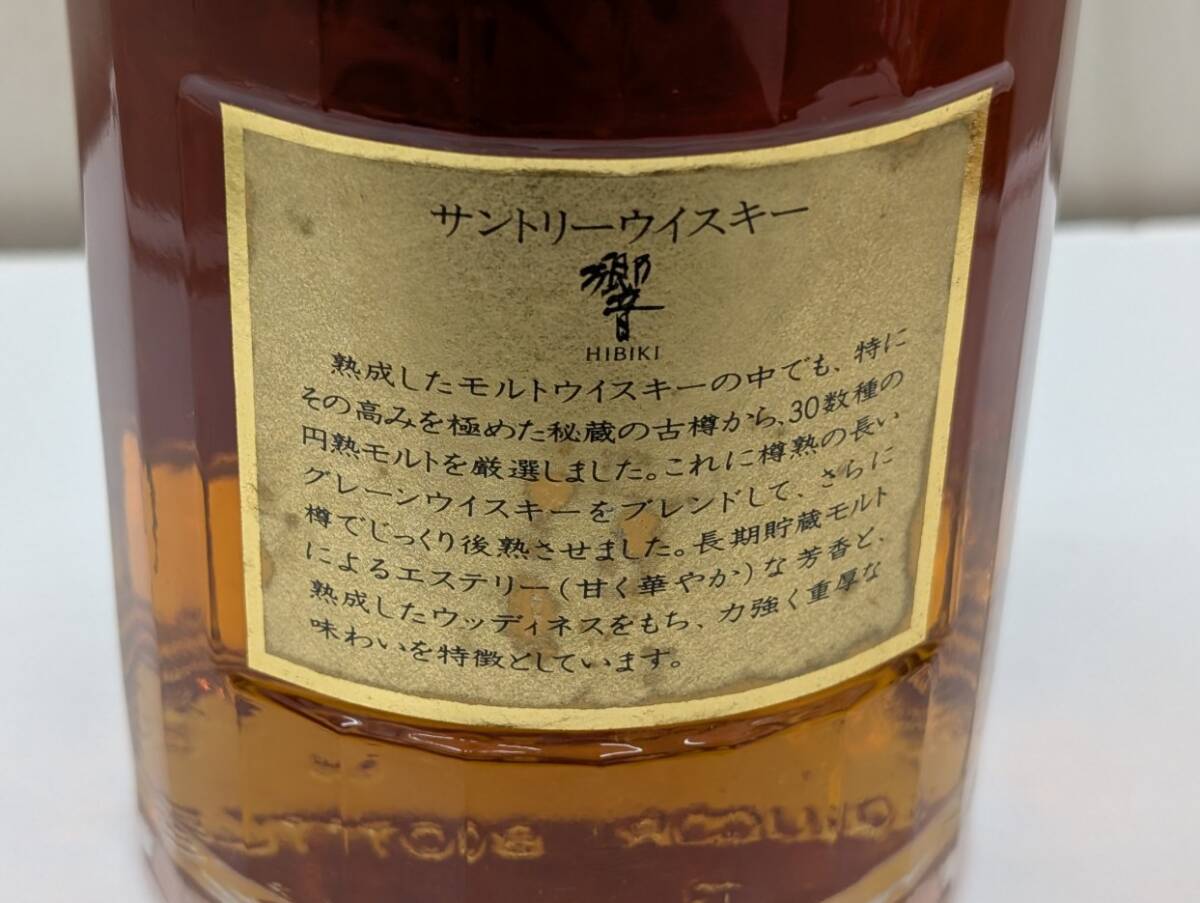 サントリーウイスキー
響
HIBIKI
熟成したモルトウイスキーの中でも、特に
その高みを極めた秘蔵の古樽から、30数種の
円熟モルトを厳選しました。これに樽熟の長い
グレーンウイスキーをブレンドして、さらに
樽でじっくり後熟させました。長期貯蔵モルト
によるエステリー(甘く華やか)な芳香と、
熟成したウッディネスをもち、力強く重厚な
味わいを特徴としています。